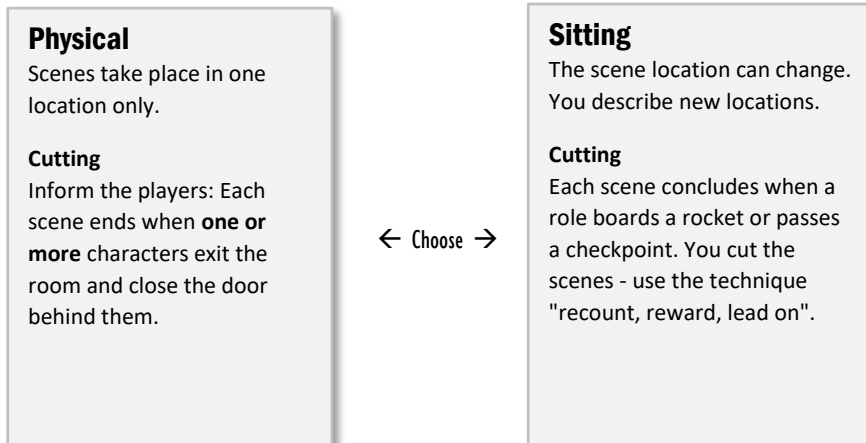 Physical
Scenes take place in one
location only.
Cutting
Inform the players: Each
scene ends when one or
more characters exit the
room and close the door
behind them.
← Choose →
Sitting
The scene location can change.
You describe new locations.
Cutting
Each scene concludes when a
role boards a rocket or passes
a checkpoint. You cut the
scenes - use the technique
"recount, reward, lead on".